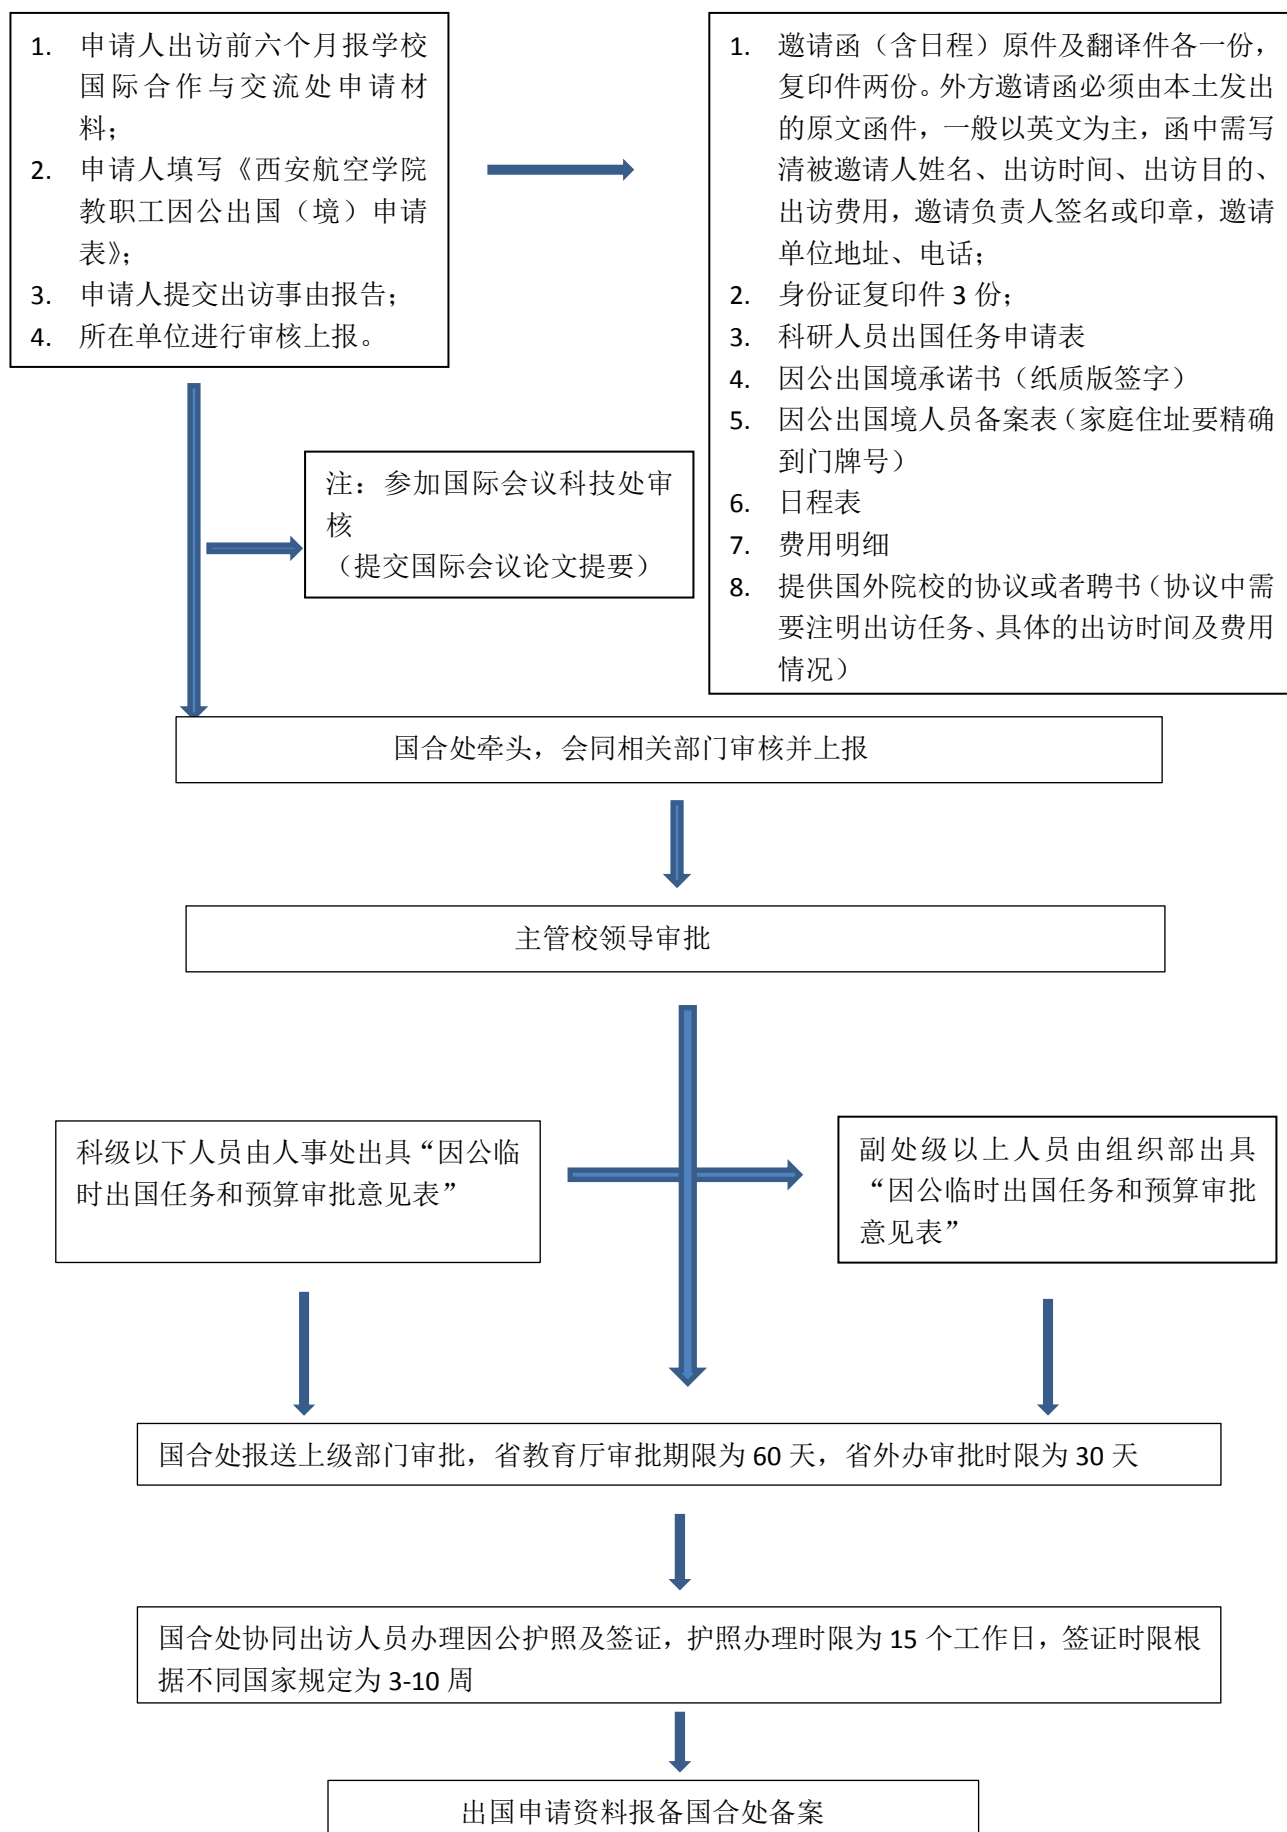 1. 申请人出访前六个月报学校
国际合作与交流处申请材
料；
2. 申请人填写《西安航空学院
教职工因公出国（境）申请
表》；
3. 申请人提交出访事由报告；
4. 所在单位进行审核上报。
1. 邀请函（含日程）原件及翻译件各一份，
复印件两份。外方邀请函必须由本土发出
的原文函件，一般以英文为主，函中需写
清被邀请人姓名、出访时间、出访目的、
出访费用，邀请负责人签名或印章，邀请
单位地址、电话；
2. 身份证复印件 3 份；
3. 科研人员出国任务申请表
4. 因公出国境承诺书（纸质版签字）
5. 因公出国境人员备案表（家庭住址要精确
到门牌号）
6. 日程表
7. 费用明细
8. 提供国外院校的协议或者聘书（协议中需
要注明出访任务、具体的出访时间及费用
情况）
注：参加国际会议科技处审
核
（提交国际会议论文提要）
国合处牵头，会同相关部门审核并上报
主管校领导审批
科级以下人员由人事处出具“因公临
时出国任务和预算审批意见表”
副处级以上人员由组织部出具
“因公临时出国任务和预算审批
意见表”
国合处报送上级部门审批，省教育厅审批期限为 60 天，省外办审批时限为 30 天
国合处协同出访人员办理因公护照及签证，护照办理时限为 15 个工作日，签证时限根
据不同国家规定为 3-10 周
出国申请资料报备国合处备案